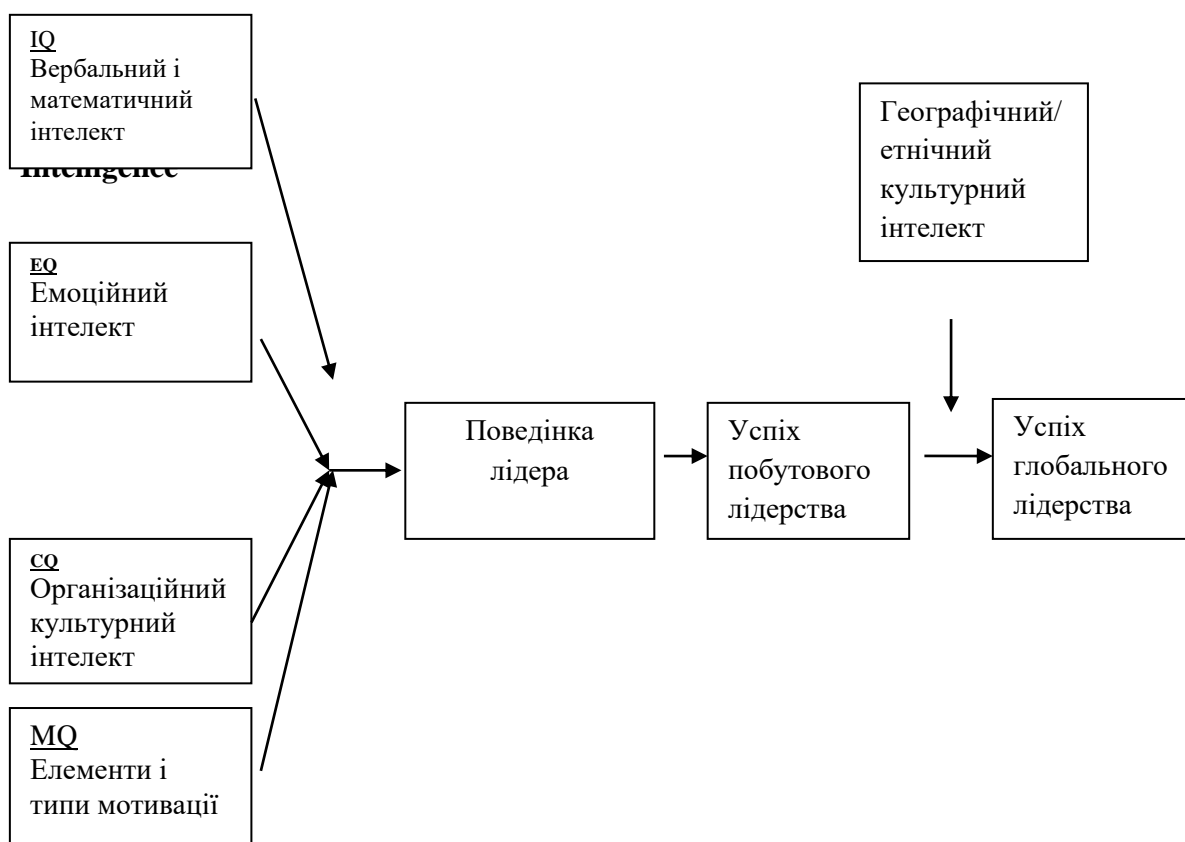 IQ
Вербальний і
математичний
інтелект
Intelligence
EQ
Емоційний
інтелект
CQ
Організаційний
культурний
інтелект
MQ
Елементи і
типи мотивації
Поведінка
лідера
Успіх
побутового
лідерства
Географічний/
етнічний
культурний
інтелект
Успіх
глобального
лідерства